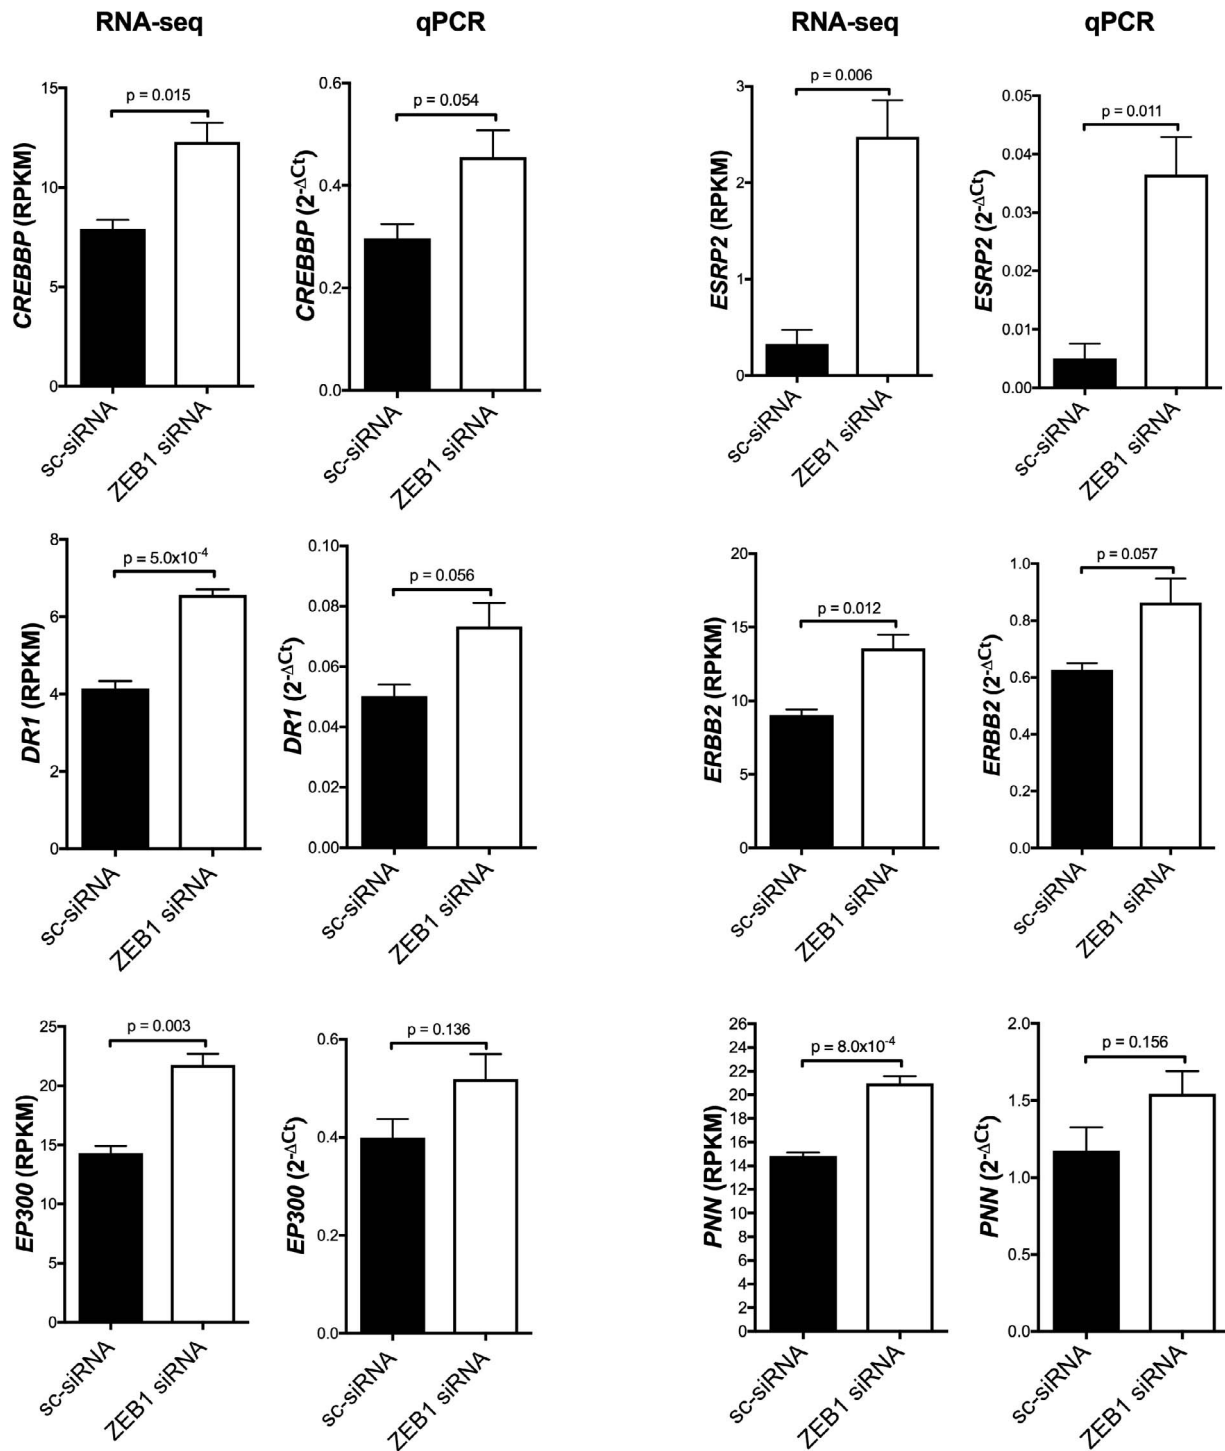 RNA-seq qPCR RNA-seq qPCR
CREBBP (RPKM)
15
10
5
0
p = 0.015
sc-siRNA
ZEB1 siRNA
CREBBP (2^-ΔCt)
0.6
0.4
0.2
0.0
p = 0.054
sc-siRNA
ZEB1 siRNA
ESRP2 (RPKM)
3
2
1
0
p = 0.006
sc-siRNA
ZEB1 siRNA
ESRP2 (2^-ΔCt)
0.05
0.04
0.03
0.02
0.01
0.00
p = 0.011
sc-siRNA
ZEB1 siRNA
DR1 (RPKM)
8
6
4
2
0
p = 5.0x10^-4
sc-siRNA
ZEB1 siRNA
DR1 (2^-ΔCt)
0.10
0.08
0.06
0.04
0.02
0.00
p = 0.056
sc-siRNA
ZEB1 siRNA
ERBB2 (RPKM)
20
15
10
5
0
p = 0.012
sc-siRNA
ZEB1 siRNA
ERBB2 (2^-ΔCt)
1.0
0.8
0.6
0.4
0.2
0.0
p = 0.057
sc-siRNA
ZEB1 siRNA
EP300 (RPKM)
25
20
15
10
5
0
p = 0.003
sc-siRNA
ZEB1 siRNA
EP300 (2^-ΔCt)
0.6
0.4
0.2
0.0
p = 0.136
sc-siRNA
ZEB1 siRNA
PNN (RPKM)
26
24
22
20
18
16
14
12
10
8
6
4
2
0
p = 8.0x10^-4
sc-siRNA
ZEB1 siRNA
PNN (2^-ΔCt)
2.0
1.5
1.0
0.5
0.0
p = 0.156
sc-siRNA
ZEB1 siRNA